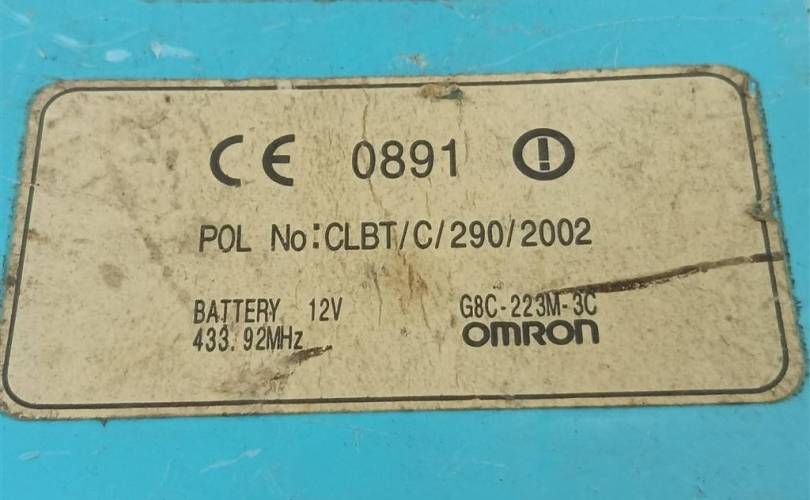 CE 0891
POL No:CLBT/C/290/2002
BATTERY 12V
433.92MHz
G8C-223M-3C
OMRON